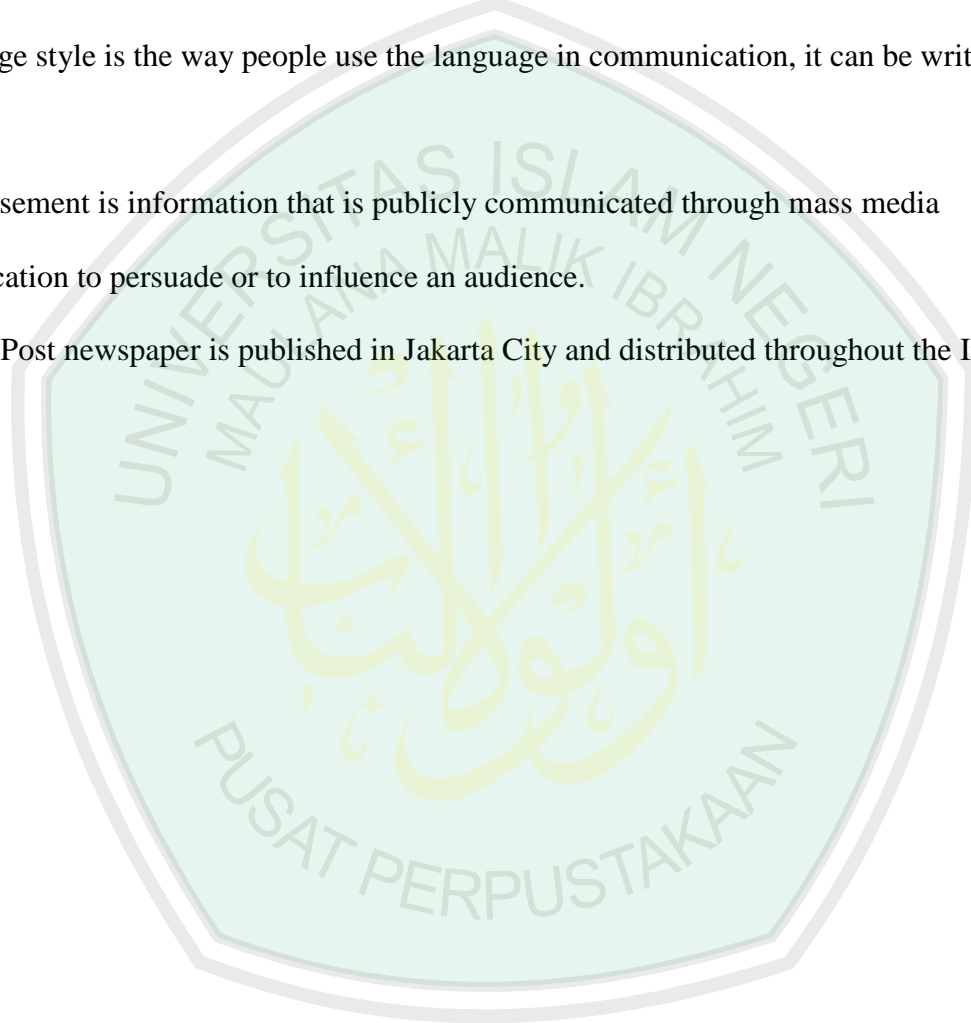 ge style is the way people use the language in communication, it can be writ
sement is information that is publicly communicated through mass media
cation to persuade or to influence an audience.
Post newspaper is published in Jakarta City and distributed throughout the I
UNIVERSITAS ISLAM NEGERI
MAULANA MALIK IBRAHIM
أولوا الألباب
PUSAT PERPUSTAKAAN